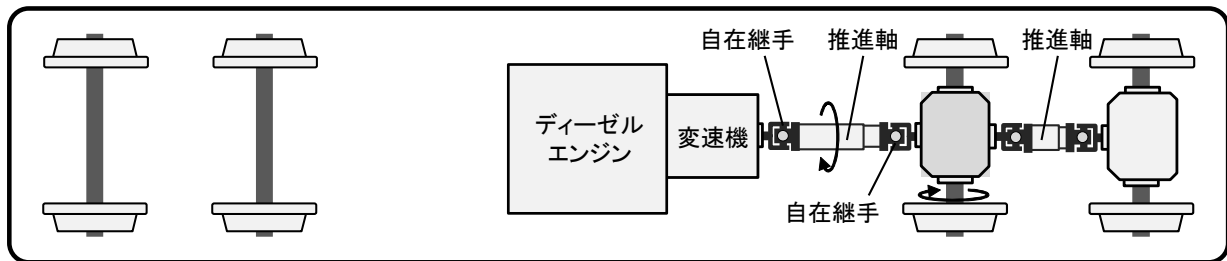 自在継手
推進軸
推進軸
ディーゼル
エンジン
変速機
自在継手